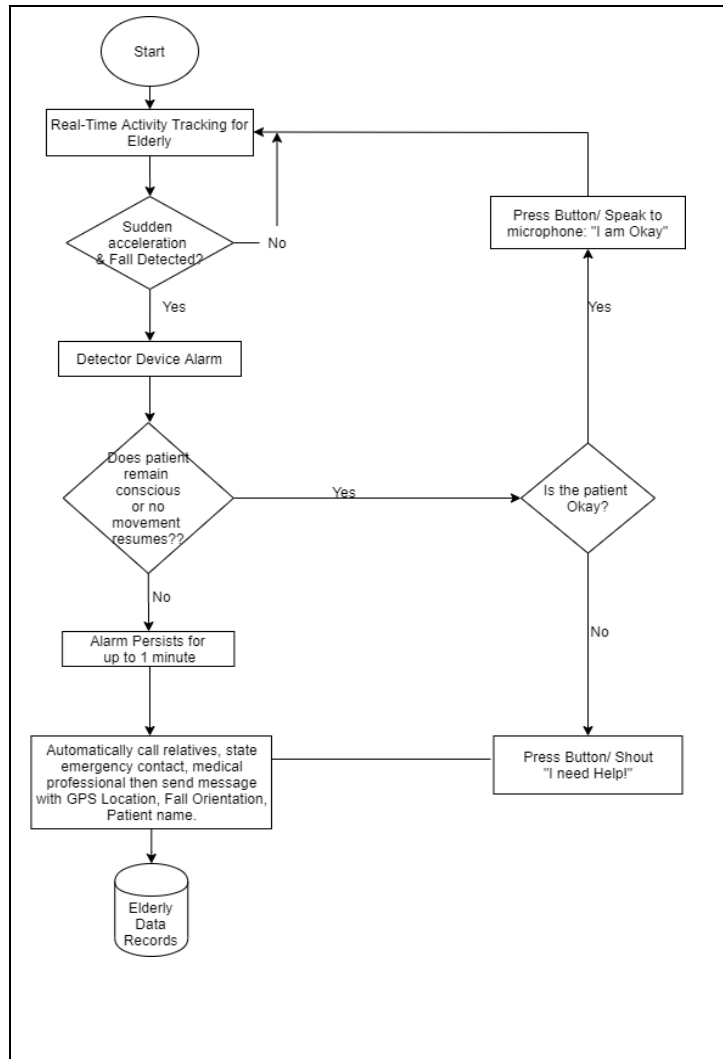 Start
Real-Time Activity Tracking for
Elderly
Sudden
acceleration
& Fall Detected?
No
Press Button/ Speak to
microphone: "I am Okay"
Yes
Yes
Detector Device Alarm
Does patient
remain
conscious
or no
movement
resumes??
Yes
Is the patient
Okay?
No
No
Alarm Persists for
up to 1 minute
Automatically call relatives, state
emergency contact, medical
professional then send message
with GPS Location, Fall Orientation,
Patient name.
Press Button/ Shout
"I need Help!"
Elderly
Data
Records